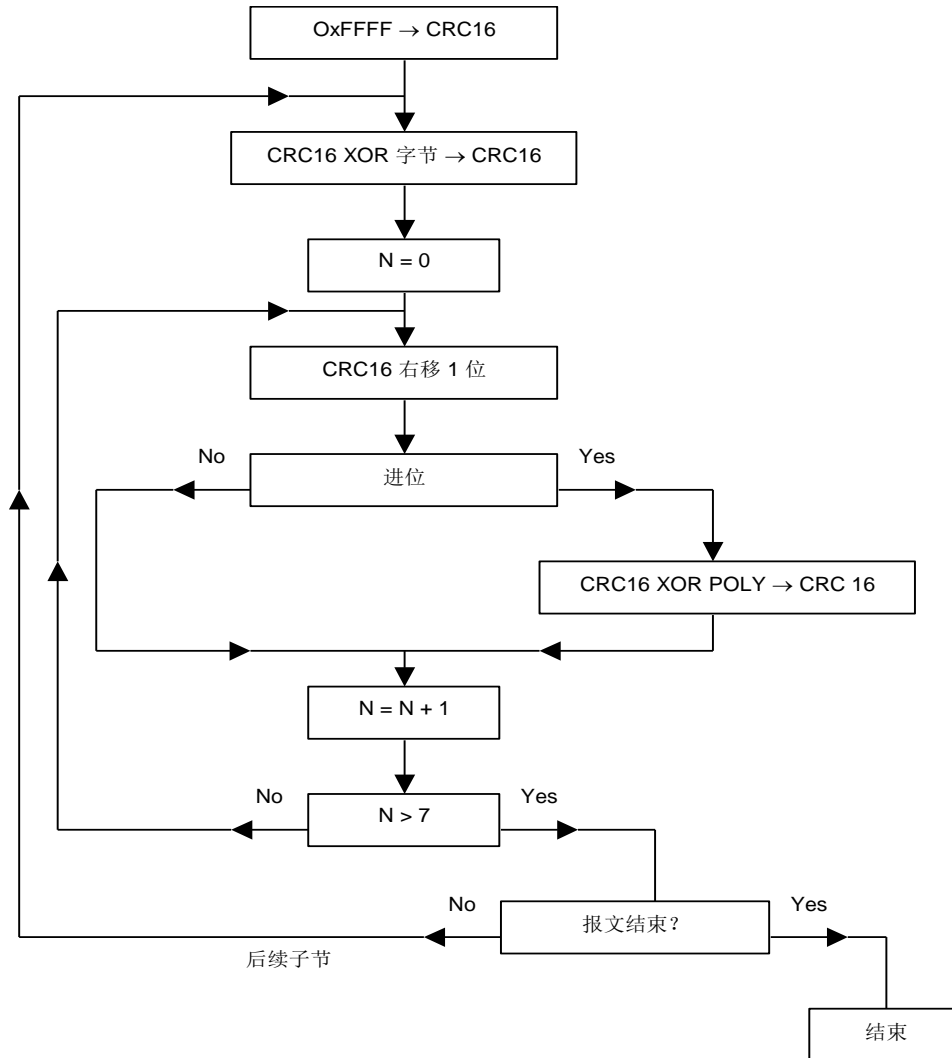 OxFFFF → CRC16
CRC16 XOR 字节 → CRC16
N = 0
CRC16 右移 1 位
No
Yes
进位
CRC16 XOR POLY → CRC 16
N = N + 1
No
Yes
N > 7
No
Yes
报文结束？
后续子节
结束